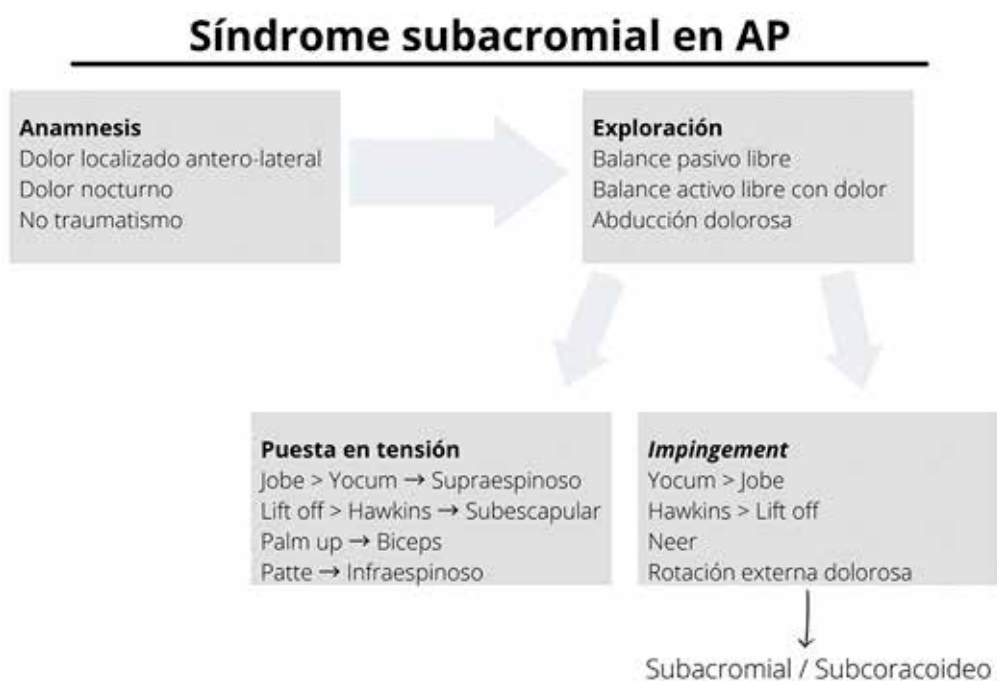 Síndrome subacromial en AP
Anamnesis
Dolor localizado antero-lateral
Dolor nocturno
No traumatismo
Exploración
Balance pasivo libre
Balance activo libre con dolor
Abducción dolorosa
Puesta en tensión
Jobe > Yocum → Supraespinoso
Lift off > Hawkins → Subescapular
Palm up → Biceps
Patte → Infraespinoso
Impingement
Yocum > Jobe
Hawkins > Lift off
Neer
Rotación externa dolorosa
Subacromial / Subcoracoideo